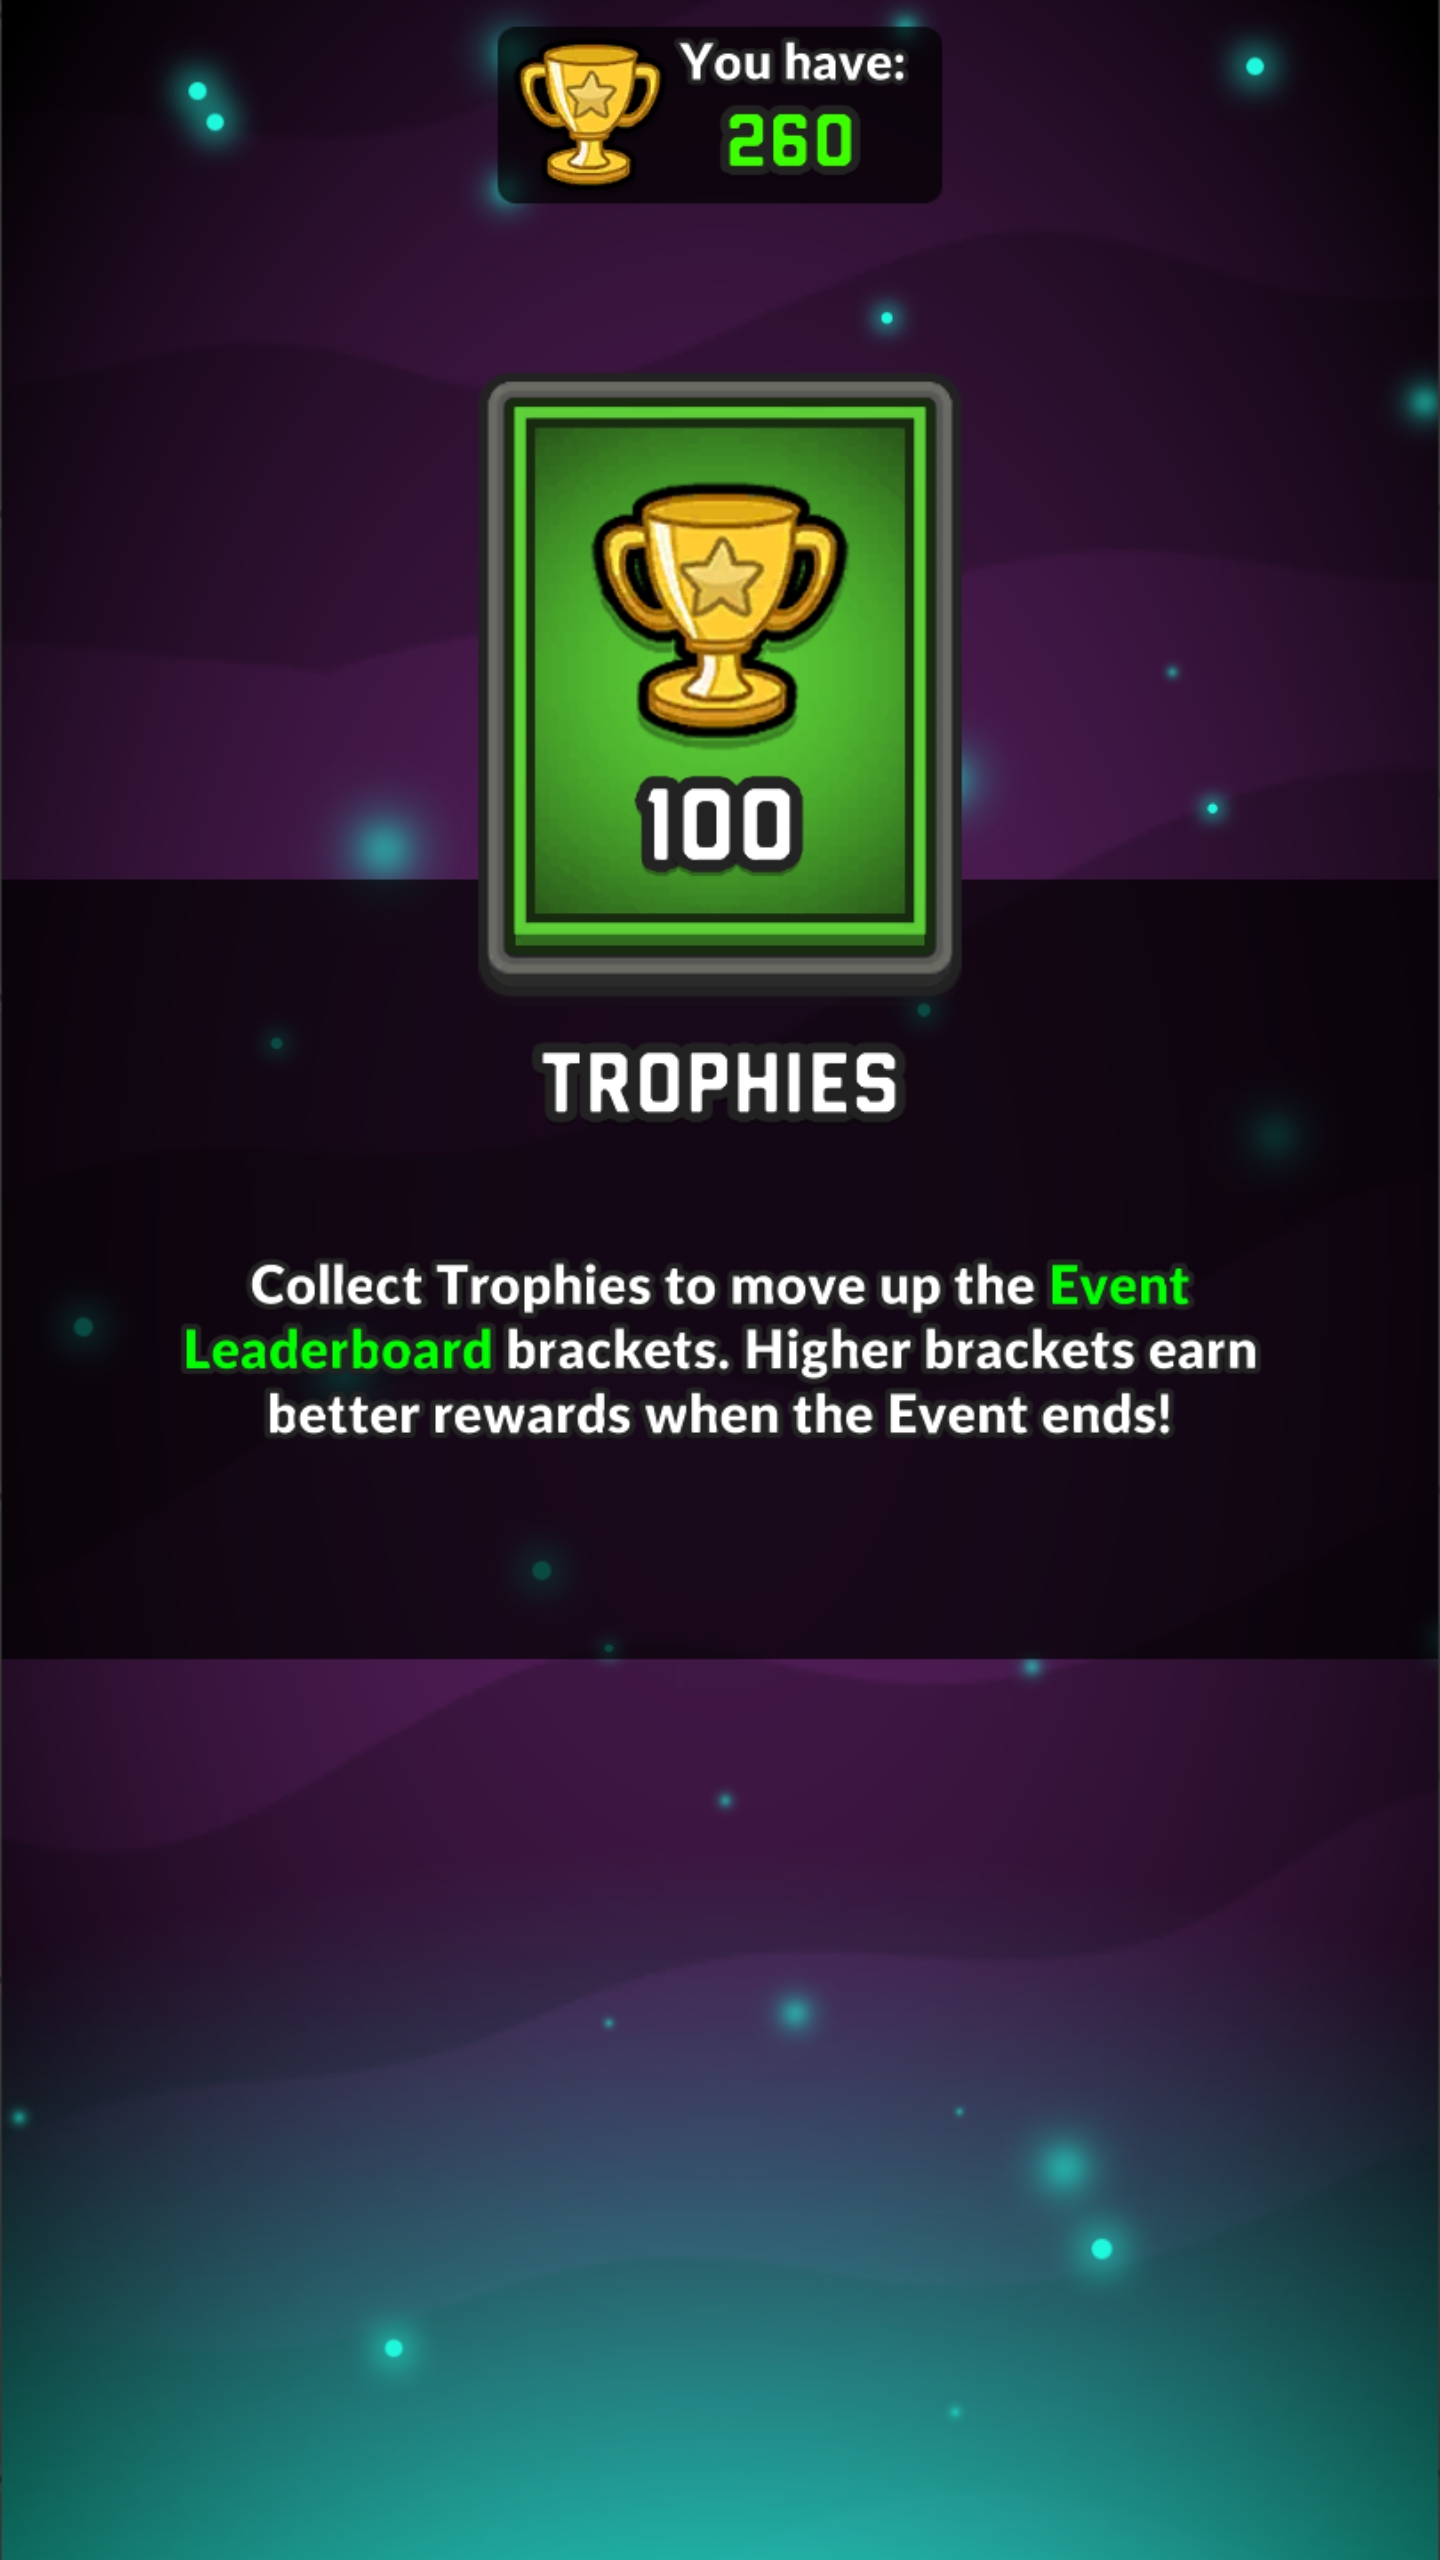 You have:
260
100
TROPHIES
Collect Trophies to move up the Event
Leaderboard brackets. Higher brackets earn
better rewards when the Event ends!